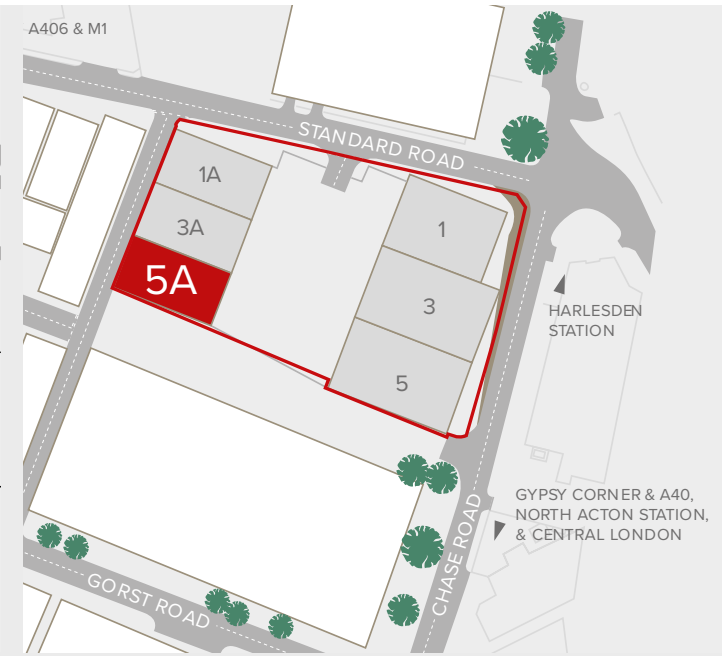 A406 & M1
STANDARD ROAD
1A
3A
5A
1
3
5
HARLESDEN
STATION
GYPSY CORNER & A40,
NORTH ACTON STATION,
& CENTRAL LONDON
CHASE ROAD
GORST ROAD